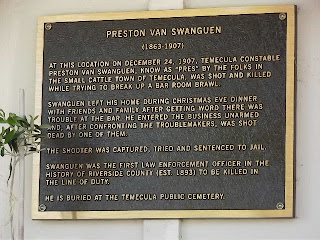 PRESTON VAN SWANGUEN
(1863-1907)
AT THIS LOCATION ON DECEMBER 24, 1907, TEMECULA CONSTABLE
PRESTON VAN SWANGUEN, KNOW AS "PRES" BY THE FOLKS IN
THE SMALL CATTLE TOWN OF TEMECULA, WAS SHOT AND KILLED
WHILE TRYING TO BREAK UP A BAR ROOM BRAWL.
SWANGUEN LEFT HIS HOME DURING CHRISTMAS EVE DINNER
WITH FRIENDS AND FAMILY AFTER GETTING WORD THERE WAS
TROUBLE AT THE BAR. HE ENTERED THE BUSINESS UNARMED
AND, AFTER CONFRONTING THE TROUBLEMAKERS, WAS SHOT
DEAD BY ONE OF THEM.
THE SHOOTER WAS CAPTURED, TRIED AND SENTENCED TO JAIL.
SWANGUEN WAS THE FIRST LAW ENFORCEMENT OFFICER IN THE
HISTORY OF RIVERSIDE COUNTY (EST. 1893) TO BE KILLED IN
THE LINE OF DUTY.
HE IS BURIED AT THE TEMECULA PUBLIC CEMETERY.